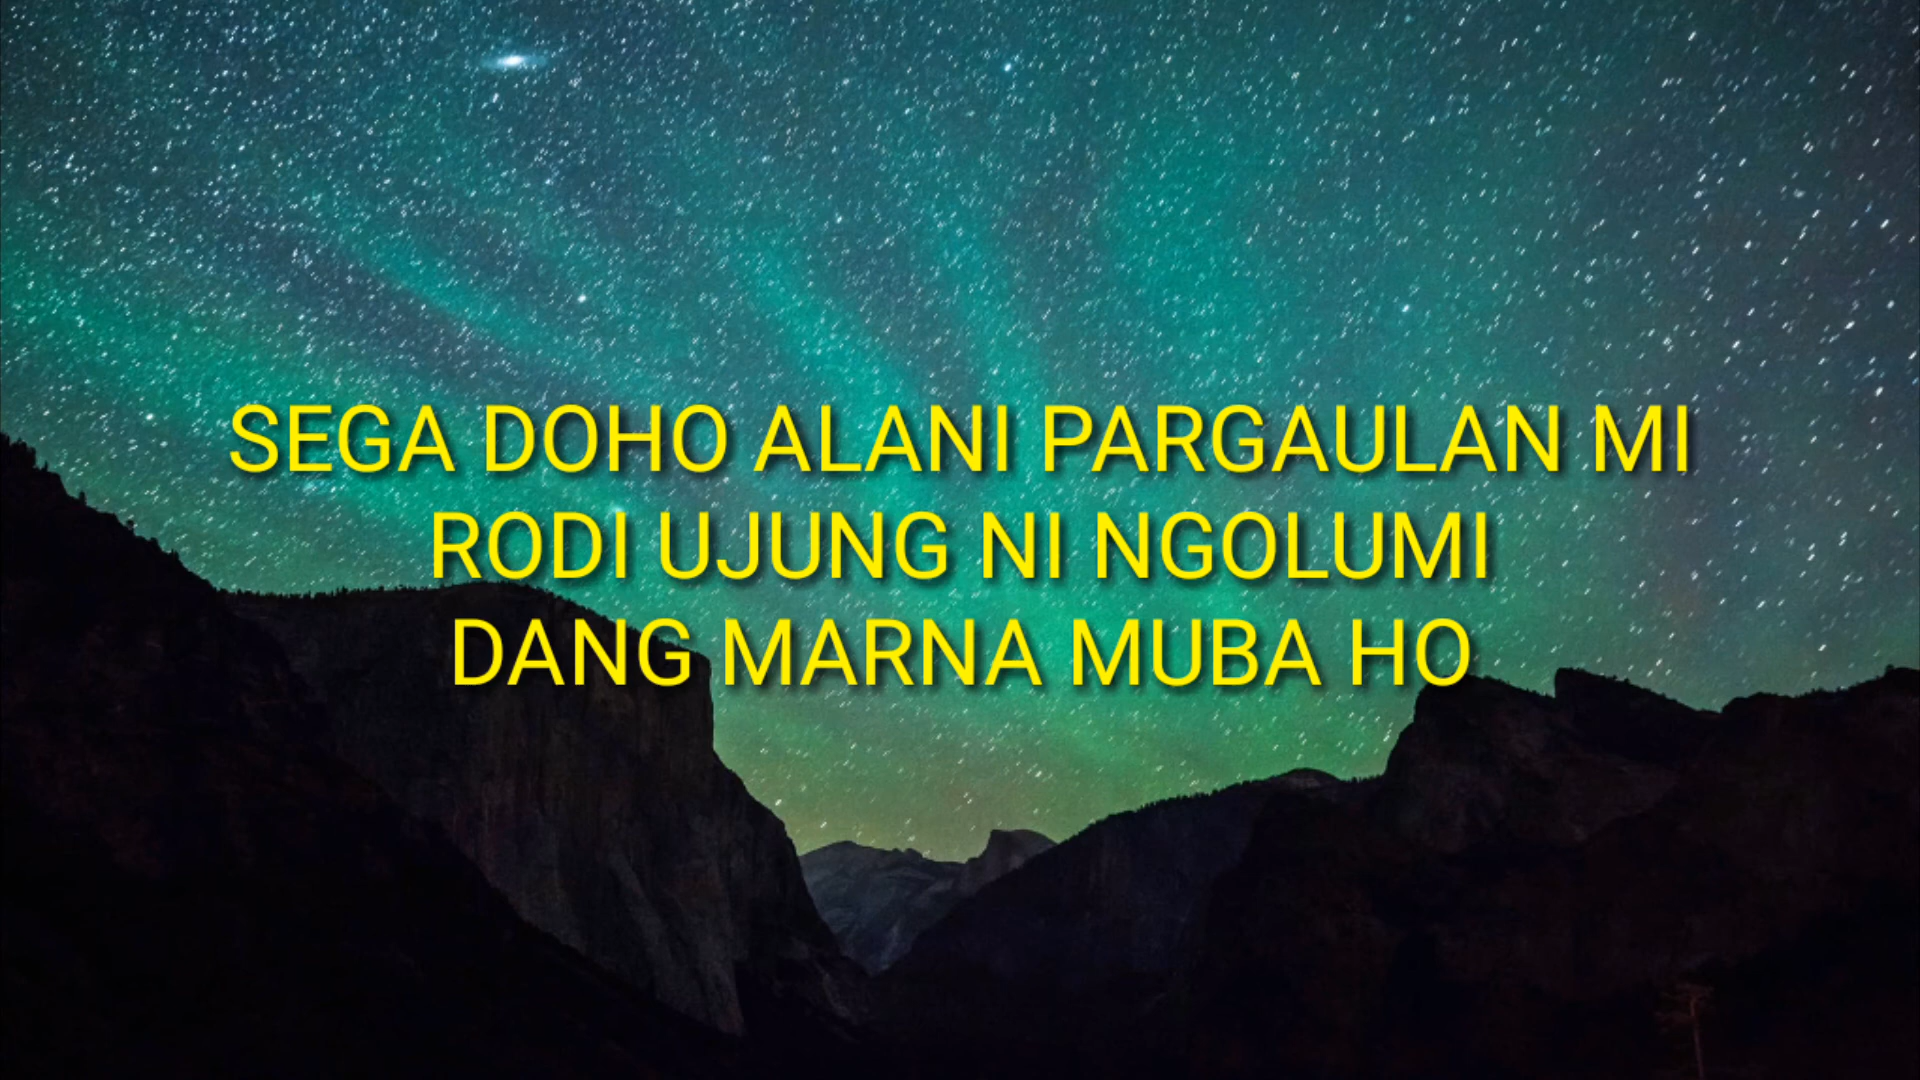 SEGA DOHO ALANI PARGAULAN MI
RODI UJUNG NI NGOLUMI
DANG MARNA MUBA HO